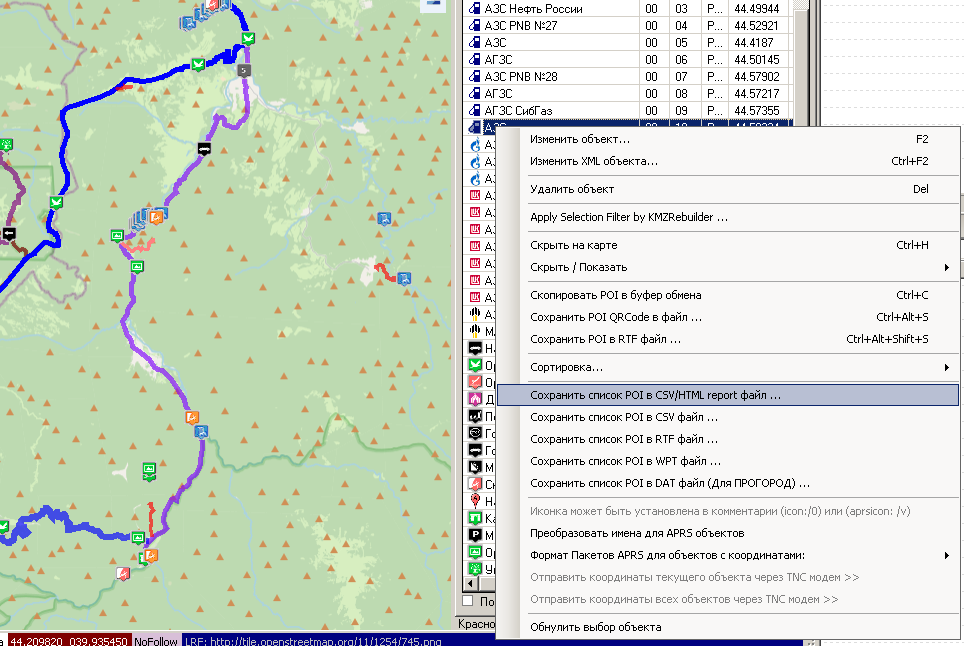 АЗС Нефть России 00 03 P... 44.49944
АЗС PNB №27 00 04 P... 44.52921
АЗС 00 05 P... 44.4187
АГЗС 00 06 P... 44.50145
АЗС PNB №28 00 07 P... 44.57902
АГЗС 00 08 P... 44.57217
АГЗС СибГаз 00 09 P... 44.57355
Изменить объект... F2
Изменить XML объекта... Ctrl+F2
Удалить объект Del
Apply Selection Filter by KMZRebuilder ...
Скрыть на карте Ctrl+H
Скрыть / Показать
Скопировать POI в буфер обмена Ctrl+C
Сохранить POI QRCode в файл ... Ctrl+Alt+S
Сохранить POI в RTF файл ... Ctrl+Alt+Shift+S
Сортировка...
Сохранить список POI в CSV/HTML report файл ...
Сохранить список POI в CSV файл ...
Сохранить список POI в RTF файл ...
Сохранить список POI в WPT файл ...
Сохранить список POI в DAT файл (Для ПРОГОРОД) ...
Иконка может быть установлена в комментарии (icon:/0) или (aprsicon: /v)
Преобразовать имена для APRS объектов
Формат Пакетов APRS для объектов с координатами:
Отправить координаты текущего объекта через TNC модем >>
Отправить координаты всех объектов через TNC модем >>
Обнулить выбор объекта
По
Красно
44.209820 039.935450 NoFollow LRF: http://tile.openstreetmap.org/11/1254/745.png